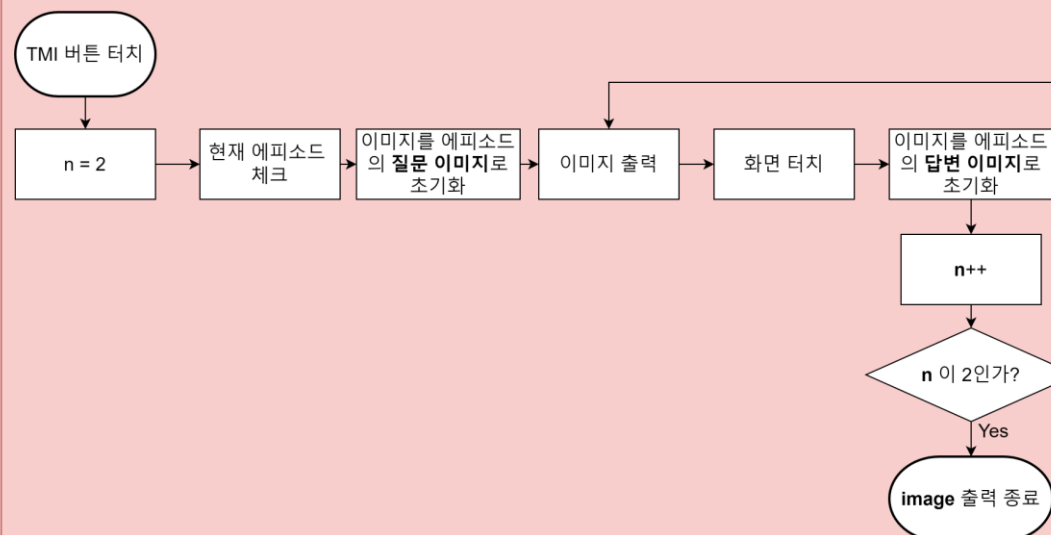 TMI 버튼 터치
n = 2
현재 에피소드
체크
이미지를 에피소드
의 질문 이미지로
초기화
이미지 출력
화면 터치
이미지를 에피소드
의 답변 이미지로
초기화
n++
n 이 2인가?
Yes
image 출력 종료